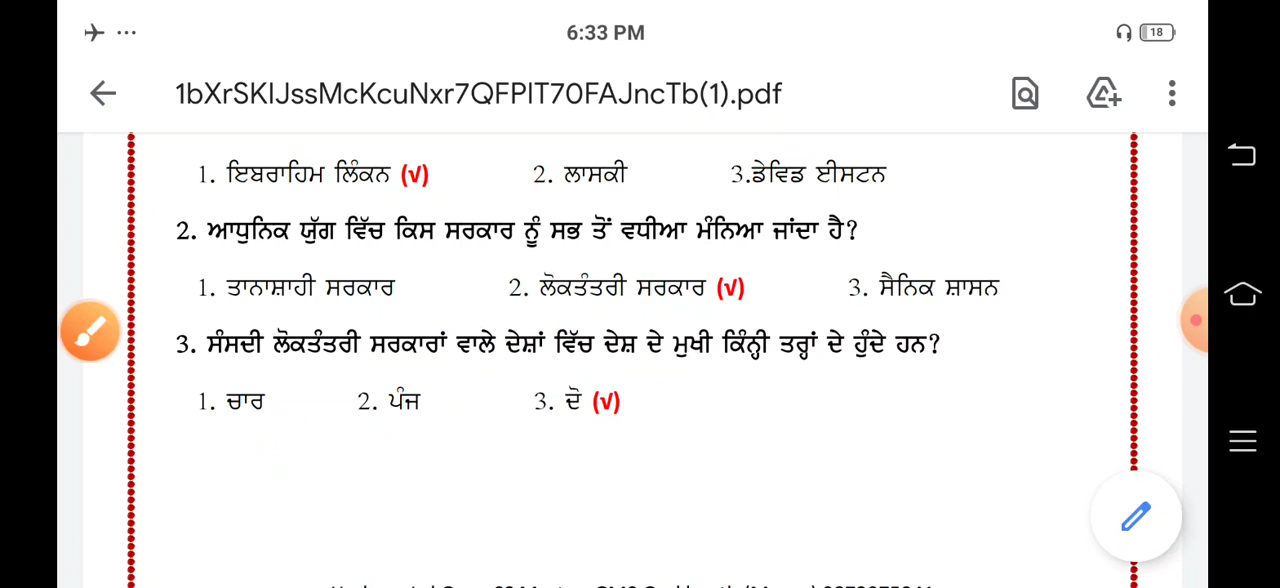 6:33 PM
18
1bXrSKIJssMcKcuNxr7QFPIT70FAJncTb(1).pdf
1. ਇਬਰਾਹਿਮ ਲਿੰਕਨ (√) 2. ਲਾਸਕੀ 3.ਡੇਵਿਡ ਈਸਟਨ
2. ਆਧੁਨਿਕ ਯੁੱਗ ਵਿੱਚ ਕਿਸ ਸਰਕਾਰ ਨੂੰ ਸਭ ਤੋਂ ਵਧੀਆ ਮੰਨਿਆ ਜਾਂਦਾ ਹੈ?
1. ਤਾਨਾਸ਼ਾਹੀ ਸਰਕਾਰ 2. ਲੋਕਤੰਤਰੀ ਸਰਕਾਰ (√) 3. ਸੈਨਿਕ ਸ਼ਾਸਨ
3. ਸੰਸਦੀ ਲੋਕਤੰਤਰੀ ਸਰਕਾਰਾਂ ਵਾਲੇ ਦੇਸ਼ਾਂ ਵਿੱਚ ਦੇਸ਼ ਦੇ ਮੁਖੀ ਕਿੰਨ੍ਹੀ ਤਰ੍ਹਾਂ ਦੇ ਹੁੰਦੇ ਹਨ?
1. ਚਾਰ 2. ਪੰਜ 3. ਦੋ (√)